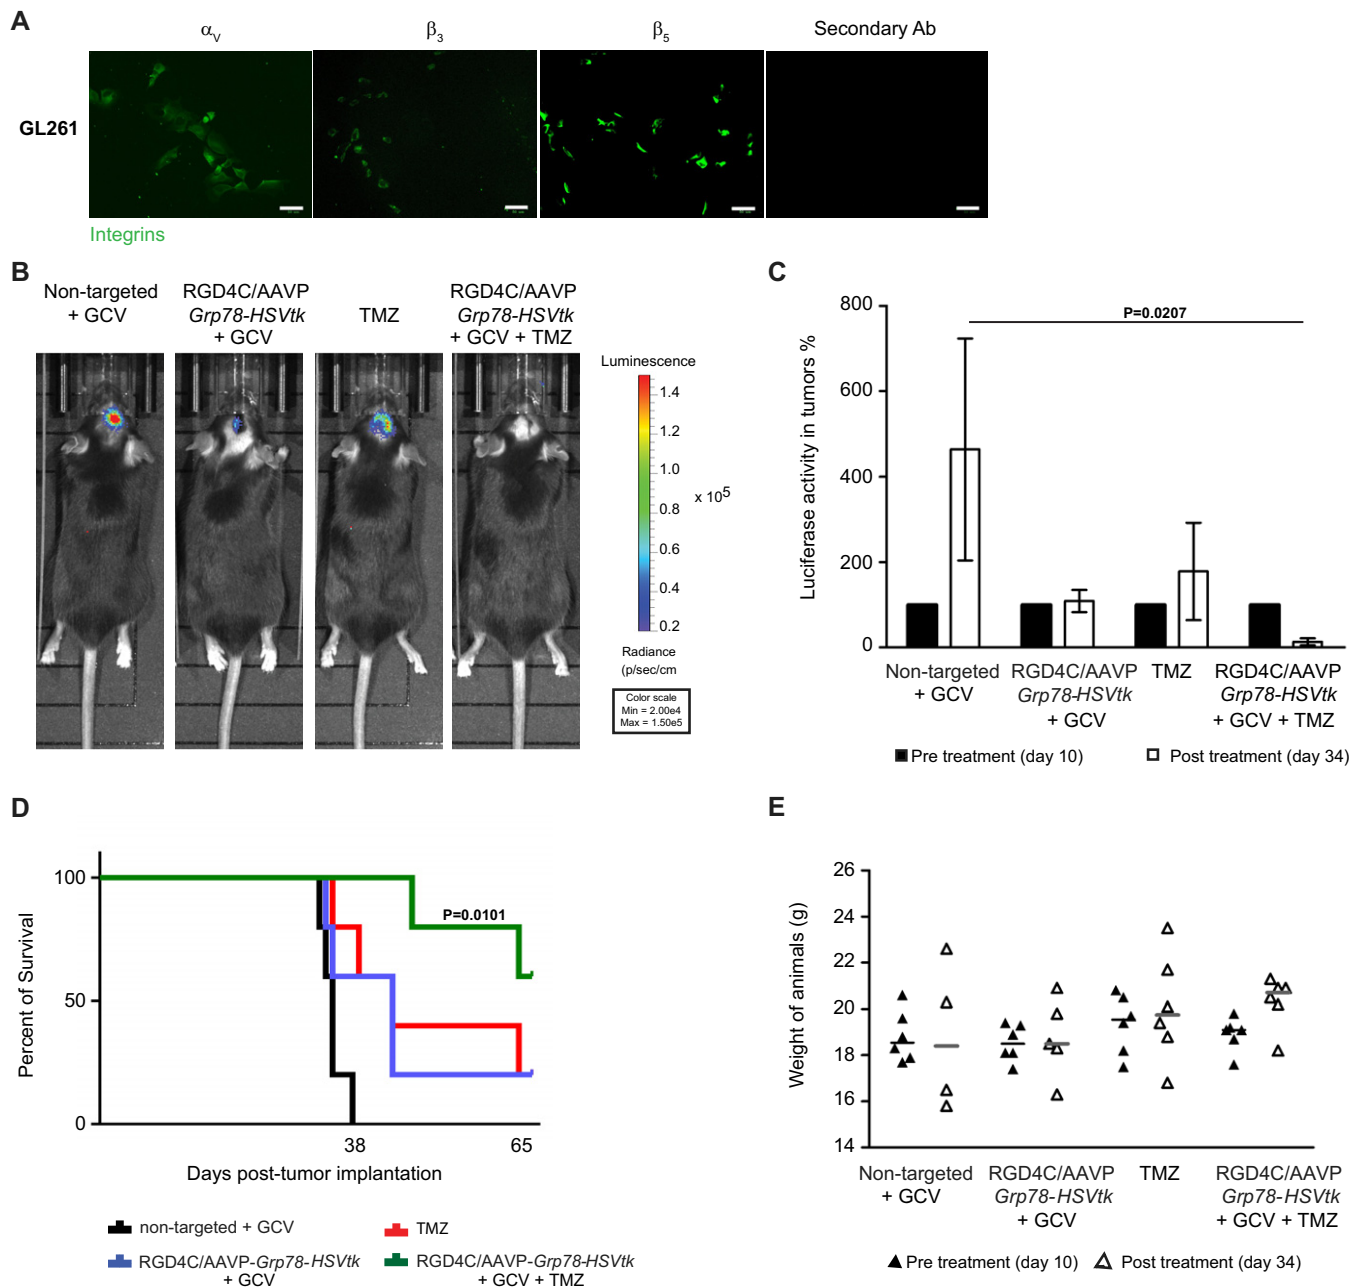 A
αV
β3
β5
Secondary Ab
GL261
Integrins
B
Non-targeted
+ GCV
RGD4C/AAVP
Grp78-HSVtk
+ GCV
TMZ
RGD4C/AAVP
Grp78-HSVtk
+ GCV + TMZ
Luminescence
1.4
1.2
1.0
x 10^5
0.8
0.6
0.4
0.2
Radiance
(p/sec/cm
Color scale
Min = 2.00e4
Max = 1.50e5
C
Luciferase activity in tumors %
800
600
400
200
0
P=0.0207
Non-targeted
+ GCV
RGD4C/AAVP
Grp78-HSVtk
+ GCV
TMZ
RGD4C/AAVP
Grp78-HSVtk
+ GCV + TMZ
Pre treatment (day 10)
Post treatment (day 34)
D
Percent of Survival
100
50
0
P=0.0101
38
65
Days post-tumor implantation
non-targeted + GCV
TMZ
RGD4C/AAVP-Grp78-HSVtk
+ GCV
RGD4C/AAVP-Grp78-HSVtk
+ GCV + TMZ
E
Weight of animals (g)
26
24
22
20
18
16
14
Non-targeted
+ GCV
RGD4C/AAVP
Grp78-HSVtk
+ GCV
TMZ
RGD4C/AAVP
Grp78-HSVtk
+ GCV + TMZ
Pre treatment (day 10)
Post treatment (day 34)